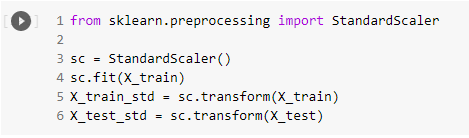 1 from sklearn.preprocessing import StandardScaler
2
3 sc = StandardScaler()
4 sc.fit(X_train)
5 X_train_std = sc.transform(X_train)
6 X_test_std = sc.transform(X_test)